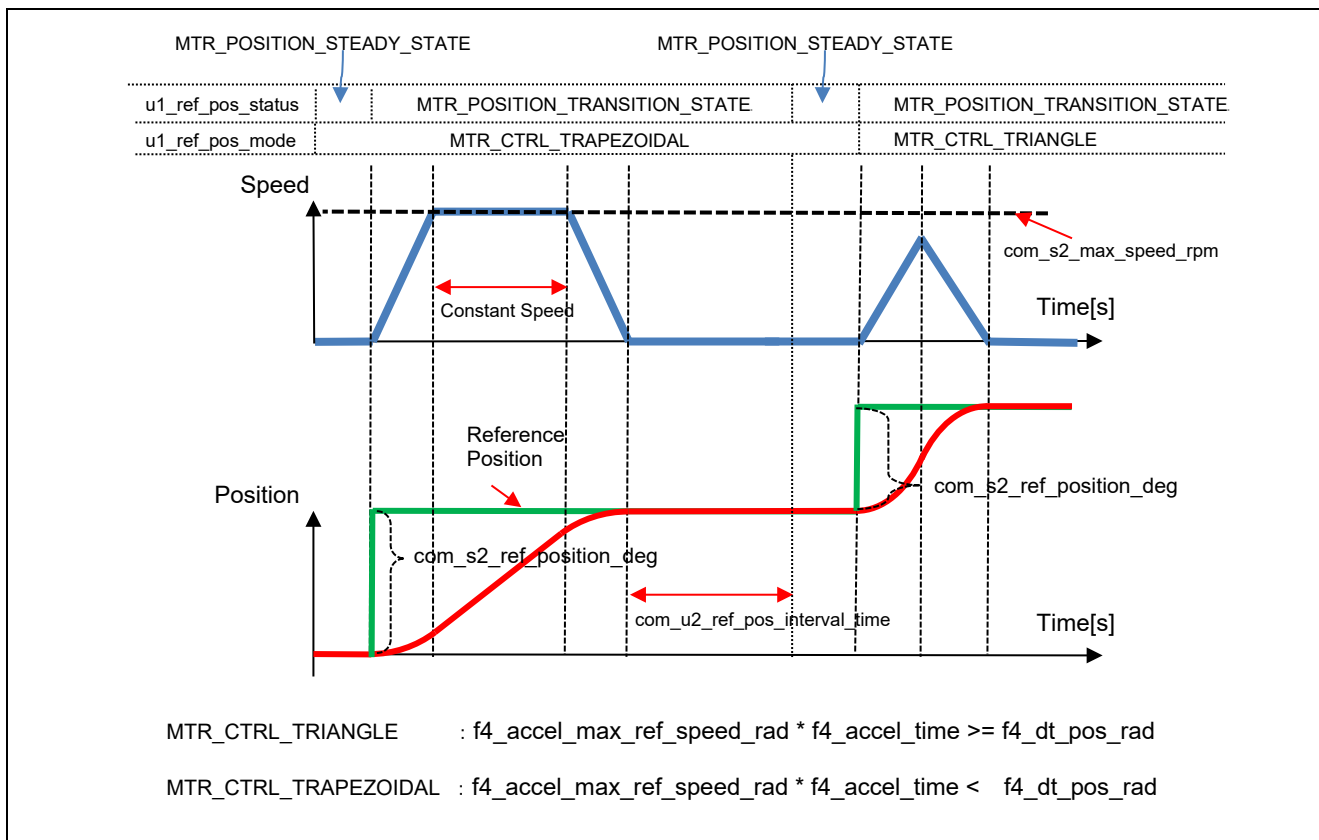 MTR_POSITION_STEADY_STATE MTR_POSITION_STEADY_STATE
u1_ref_pos_status MTR_POSITION_TRANSITION_STATE MTR_POSITION_TRANSITION_STATE
u1_ref_pos_mode MTR_CTRL_TRAPEZOIDAL MTR_CTRL_TRIANGLE
Speed
com_s2_max_speed_rpm
Constant Speed
Time[s]
Reference
Position
Position
com_s2_ref_position_deg
com_s2_ref_position_deg
com_u2_ref_pos_interval_time
Time[s]
MTR_CTRL_TRIANGLE : f4_accel_max_ref_speed_rad * f4_accel_time >= f4_dt_pos_rad
MTR_CTRL_TRAPEZOIDAL : f4_accel_max_ref_speed_rad * f4_accel_time < f4_dt_pos_rad